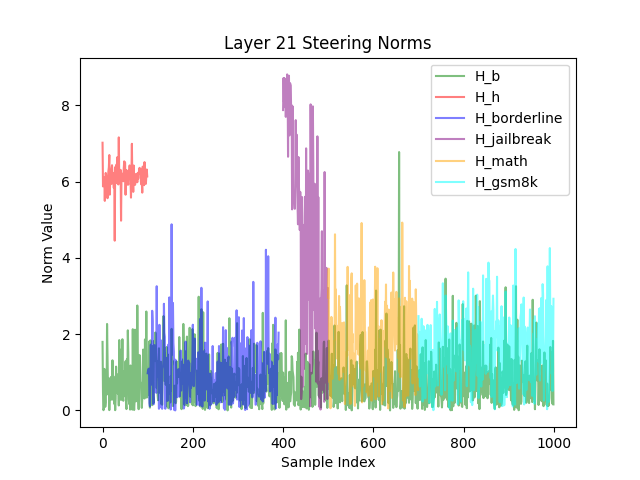 Layer 21 Steering Norms
H_b
H_h
H_borderline
H_jailbreak
H_math
H_gsm8k
8
6
4
2
0
Norm Value
0 200 400 600 800 1000
Sample Index